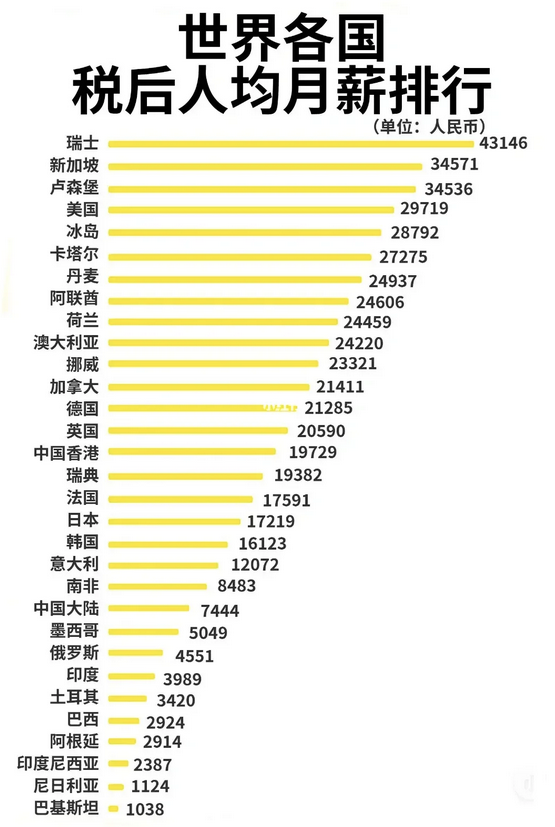 世界各国
税后人均月薪排行
（单位：人民币）
瑞士 43146
新加坡 34571
卢森堡 34536
美国 29719
冰岛 28792
卡塔尔 27275
丹麦 24937
阿联酋 24606
荷兰 24459
澳大利亚 24220
挪威 23321
加拿大 21411
德国 21285
英国 20590
中国香港 19729
瑞典 19382
法国 17591
日本 17219
韩国 16123
意大利 12072
南非 8483
中国大陆 7444
墨西哥 5049
俄罗斯 4551
印度 3989
土耳其 3420
巴西 2924
阿根延 2914
印度尼西亚 2387
尼日利亚 1124
巴基斯坦 1038